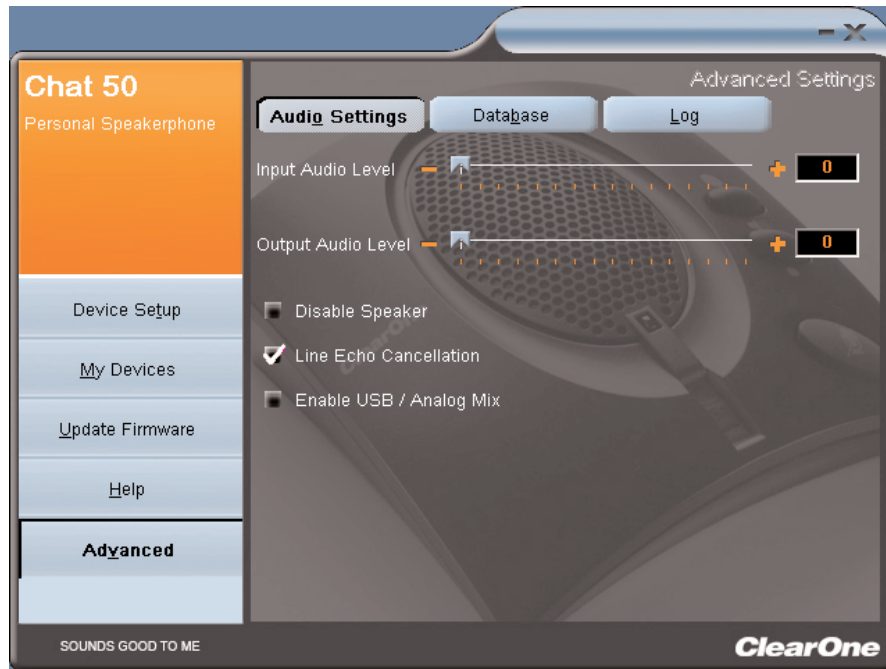 Chat 50
Personal Speakerphone
Advanced Settings
Audio Settings
Database
Log
Input Audio Level
0
Output Audio Level
0
Disable Speaker
Line Echo Cancellation
Enable USB / Analog Mix
Device Setup
My Devices
Update Firmware
Help
Advanced
SOUNDS GOOD TO ME
ClearOne
ClearOne